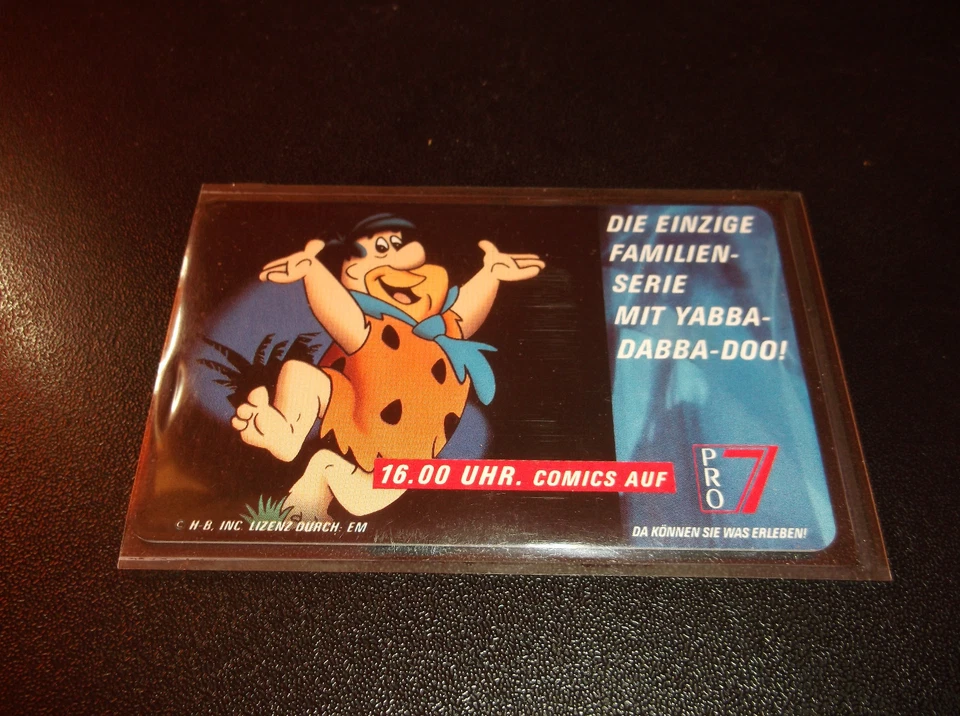 DIE EINZIGE
FAMILIEN-
SERIE
MIT YABBA-
DABBA-DOO!
16.00 UHR. COMICS AUF
PRO 7
© H-B, INC. LIZENZ DURCH: EM
DA KÖNNEN SIE WAS ERLEBEN!